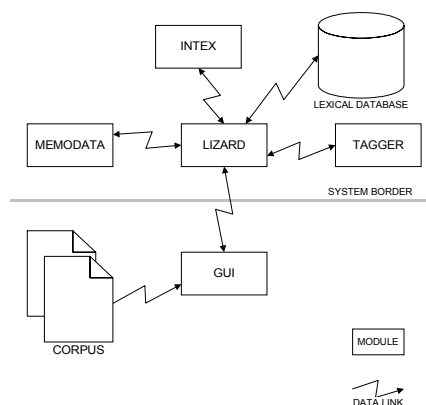 INTEX
LEXICAL DATABASE
MEMODATA
LIZARD
TAGGER
SYSTEM BORDER
GUI
CORPUS
MODULE
DATA LINK